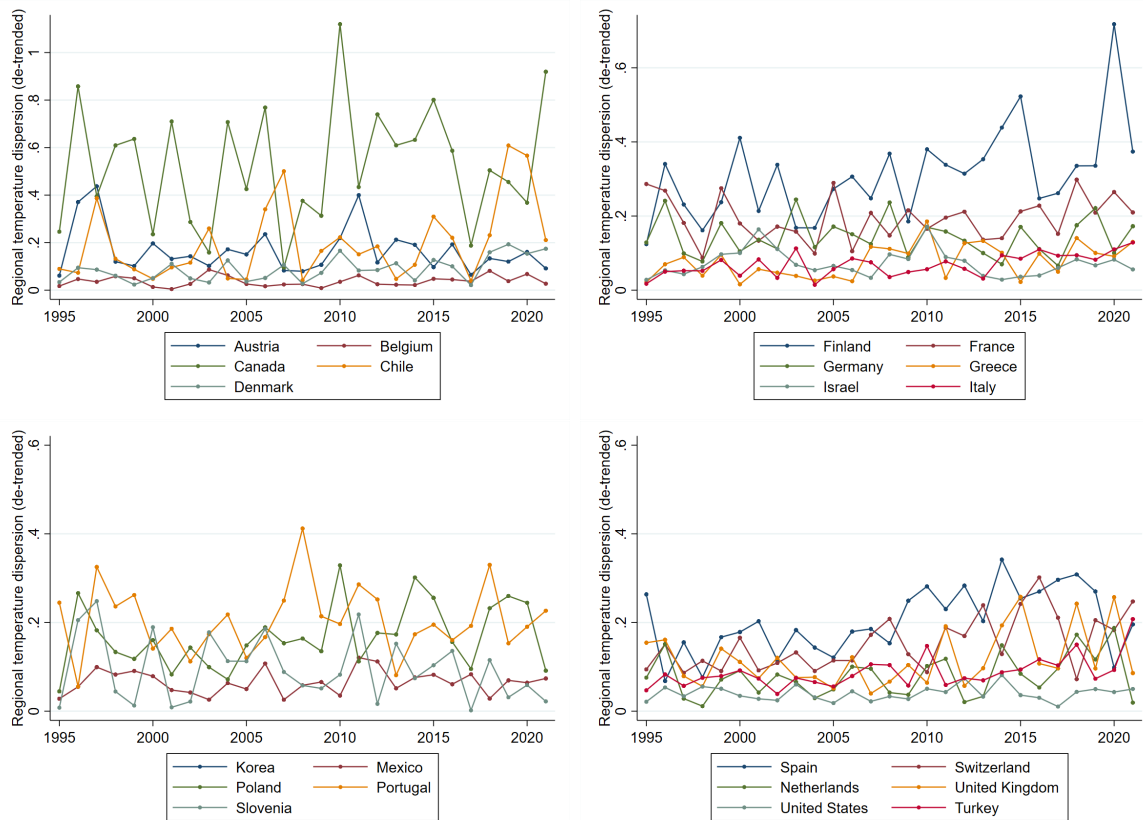 Regional temperature dispersion (de-trended)
1
.8
.6
.4
.2
0
1995 2000 2005 2010 2015 2020
Austria Belgium
Canada Chile
Denmark
Regional temperature dispersion (de-trended)
.6
.4
.2
0
1995 2000 2005 2010 2015 2020
Finland France
Germany Greece
Israel Italy
Regional temperature dispersion (de-trended)
.6
.4
.2
0
1995 2000 2005 2010 2015 2020
Korea Mexico
Poland Portugal
Slovenia
Regional temperature dispersion (de-trended)
.6
.4
.2
0
1995 2000 2005 2010 2015 2020
Spain Switzerland
Netherlands United Kingdom
United States Turkey